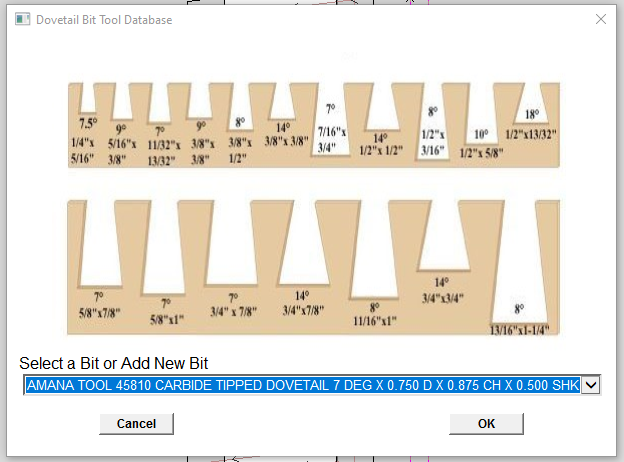 Dovetail Bit Tool Database
7.5°
1/4"x
5/16"
9°
5/16"x
3/8"
7°
11/32"x
13/32"
9°
3/8"x
3/8"
8°
3/8"x
1/2"
14°
3/8"x 3/8"
7°
7/16"x
3/4"
14°
1/2"x 1/2"
8°
1/2"x
3/16"
10°
1/2"x 5/8"
18°
1/2"x13/32"
7°
5/8"x7/8"
7°
5/8"x1"
7°
3/4" x 7/8"
14°
3/4"x7/8"
8°
11/16"x1"
14°
3/4"x3/4"
8°
13/16"x1-1/4"
Select a Bit or Add New Bit
AMANA TOOL 45810 CARBIDE TIPPED DOVETAIL 7 DEG X 0.750 D X 0.875 CH X 0.500 SHK
Cancel
OK